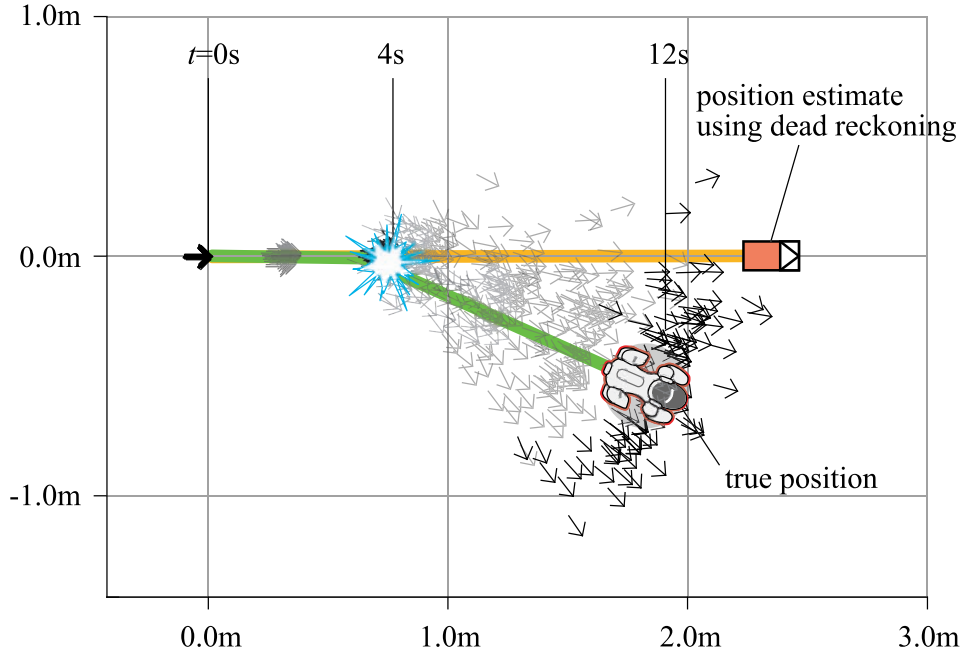 1.0m
t=0s
4s
12s
position estimate
using dead reckoning
0.0m
true position
-1.0m
0.0m
1.0m
2.0m
3.0m